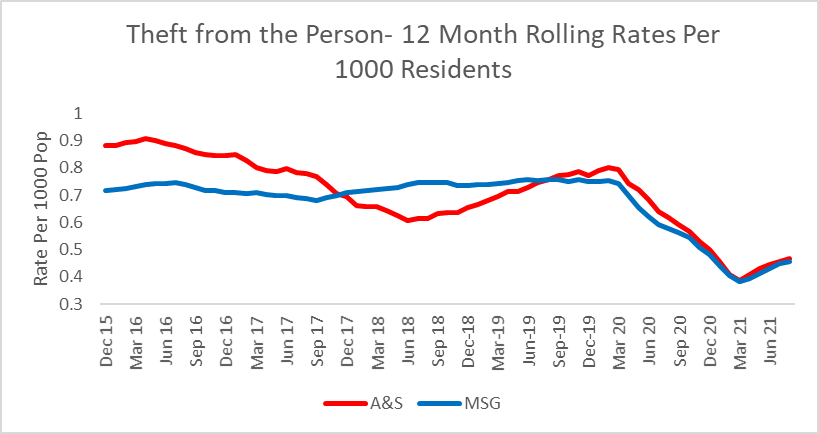 Theft from the Person- 12 Month Rolling Rates Per
1000 Residents
Rate Per 1000 Pop
1
0.9
0.8
0.7
0.6
0.5
0.4
0.3
Dec 15
Mar 16
Jun 16
Sep 16
Dec 16
Mar 17
Jun 17
Sep 17
Dec 17
Mar 18
Jun 18
Sep 18
Dec-18
Mar-19
Jun-19
Sep-19
Dec-19
Mar 20
Jun 20
Sep 20
Dec 20
Mar 21
Jun 21
A&S
MSG